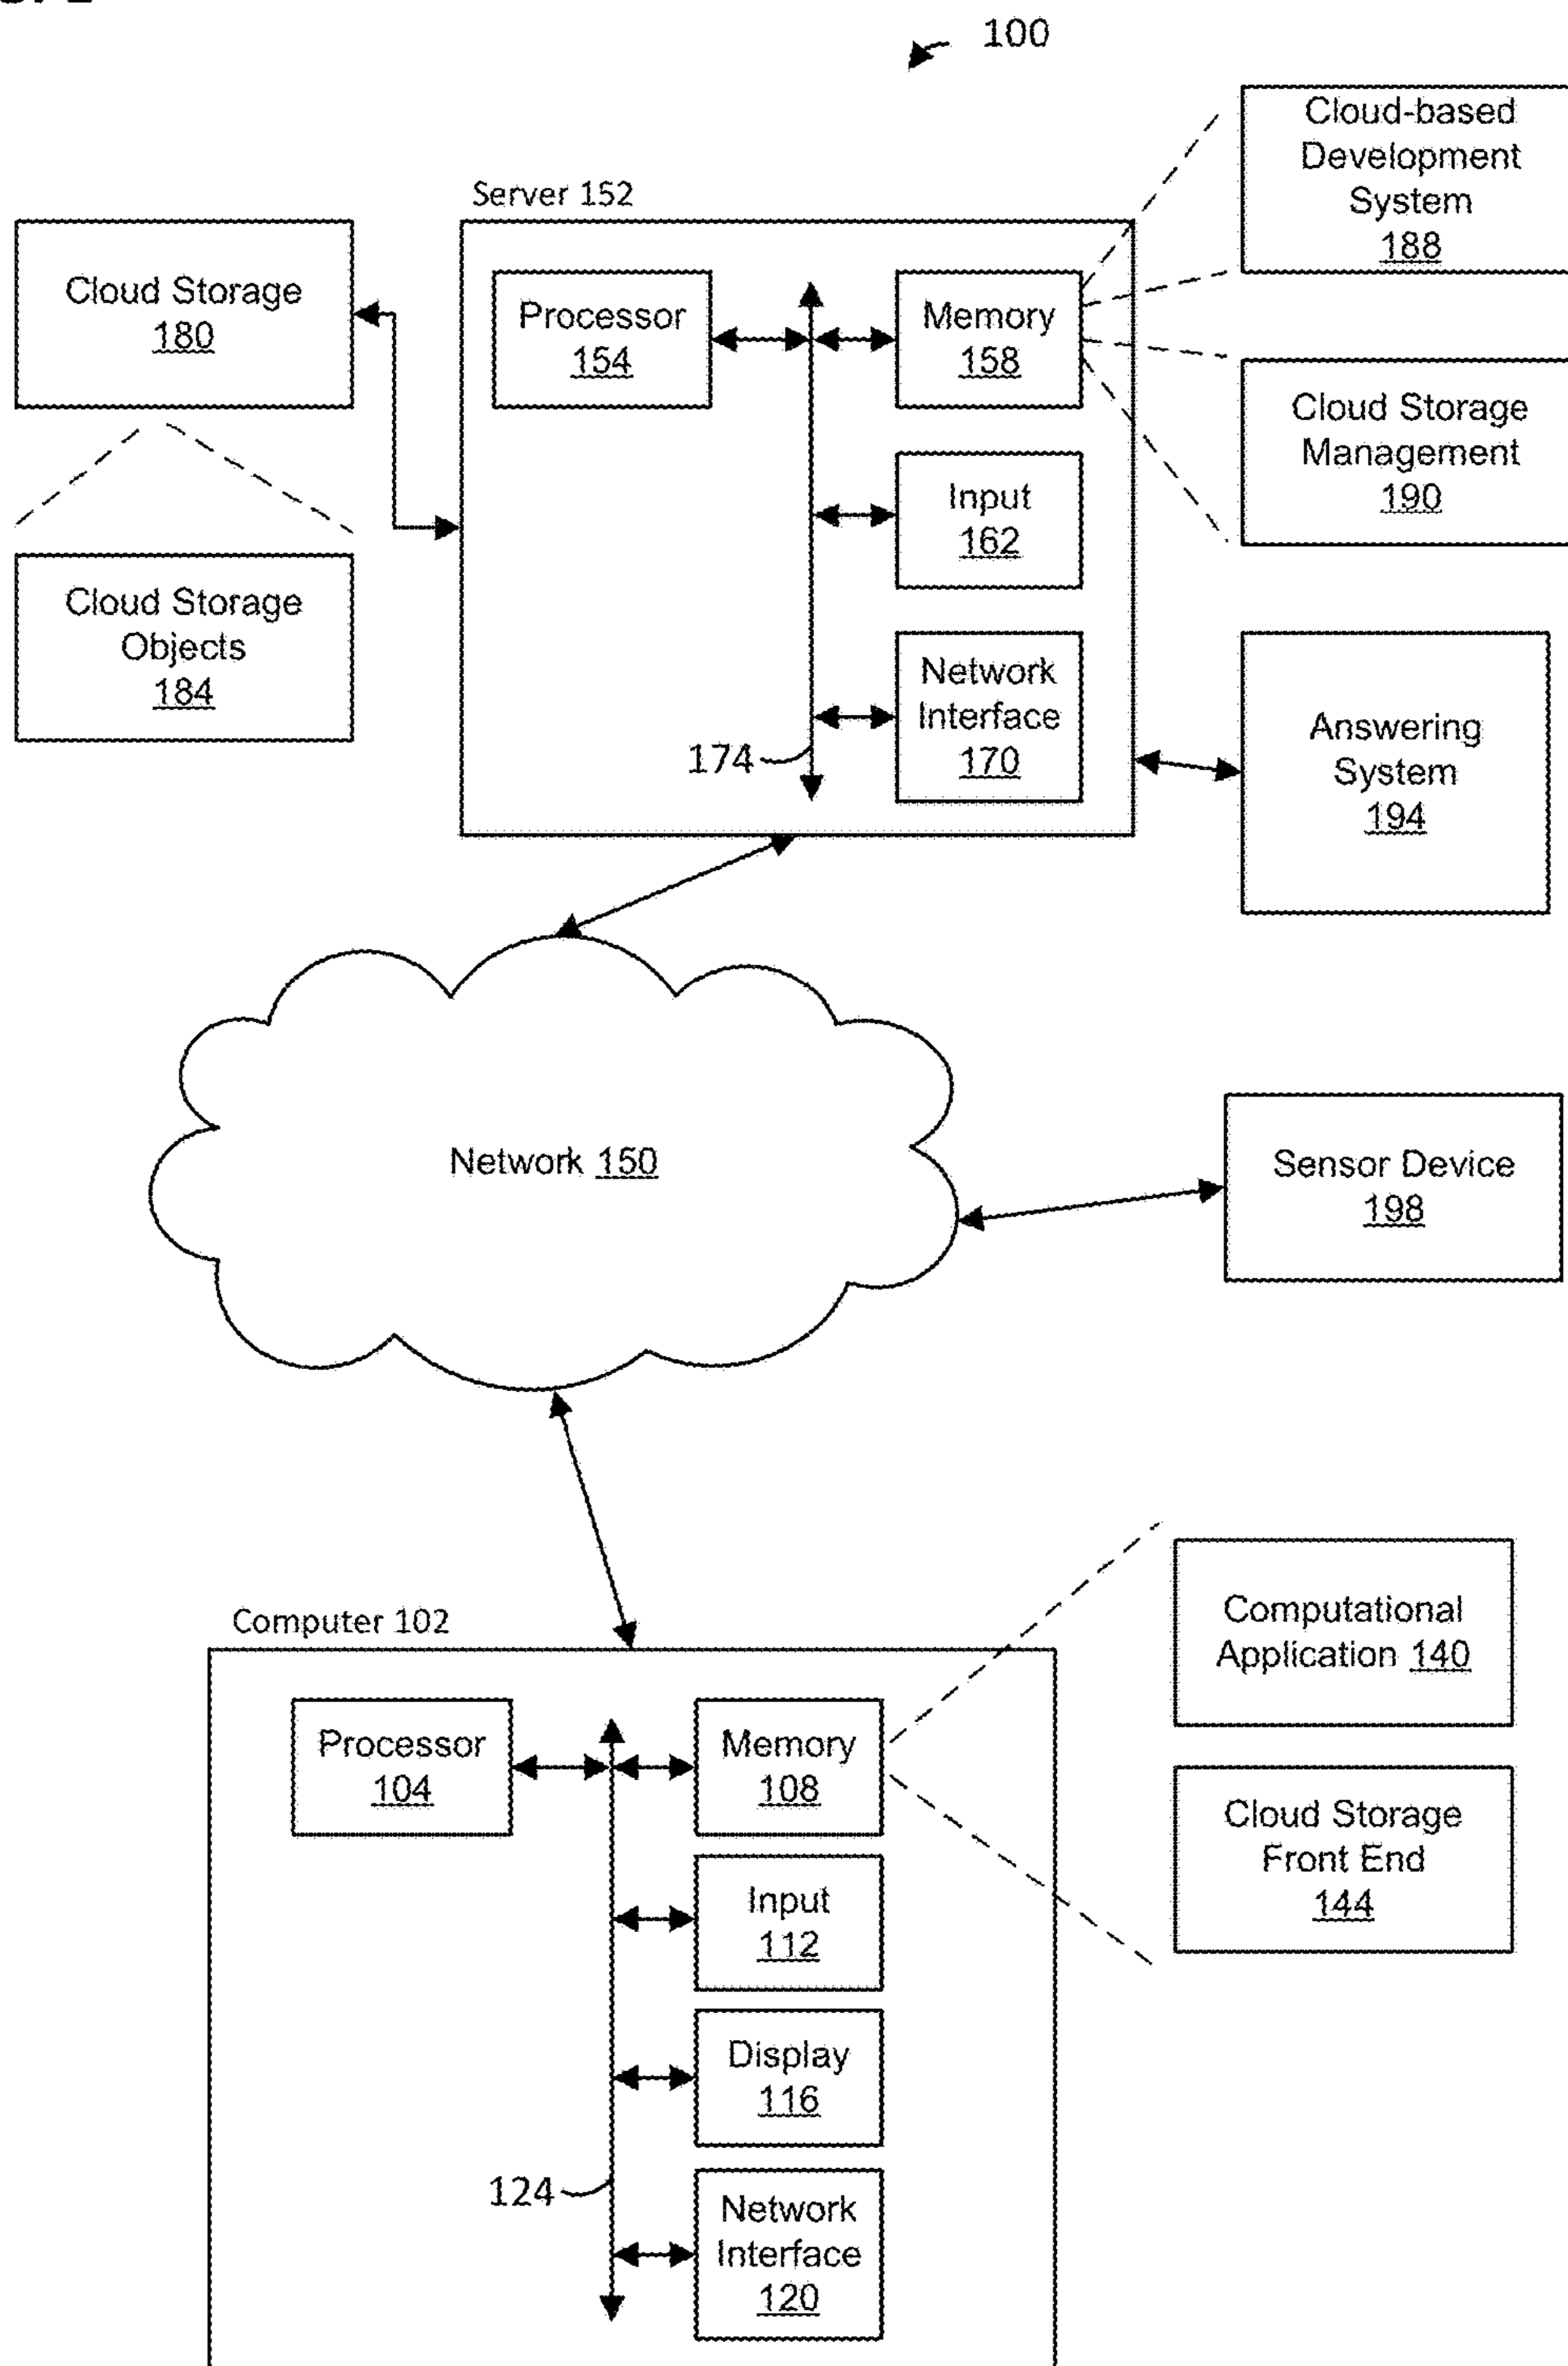 100
Cloud-based
Development
System
188
Server 152
Cloud Storage
180
Processor
154
Memory
158
Cloud Storage
Management
190
Input
162
Cloud Storage
Objects
184
Network
Interface
170
174
Answering
System
194
Network 150
Sensor Device
198
Computer 102
Computational
Application 140
Processor
104
Memory
108
Cloud Storage
Front End
144
Input
112
Display
116
124
Network
Interface
120